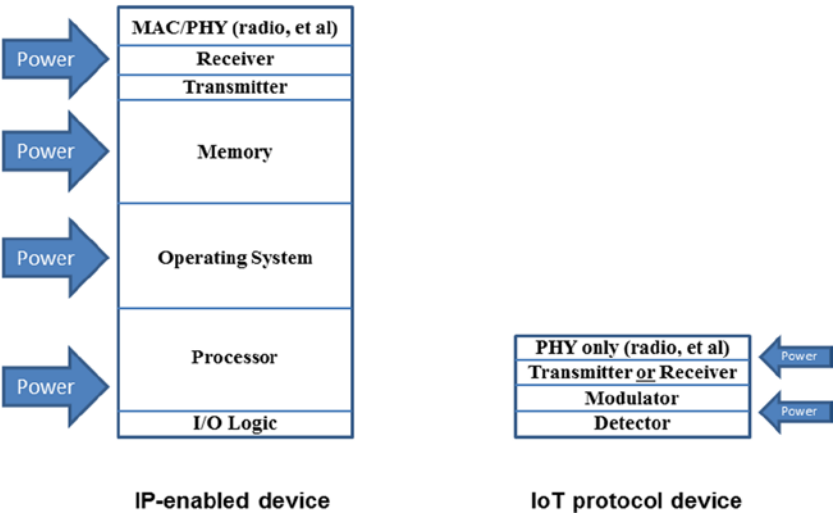 MAC/PHY (radio, et al)
Power
Receiver
Transmitter
Power
Memory
Power
Operating System
Processor
Power
I/O Logic
IP-enabled device
PHY only (radio, et al)
Power
Transmitter or Receiver
Modulator
Power
Detector
IoT protocol device